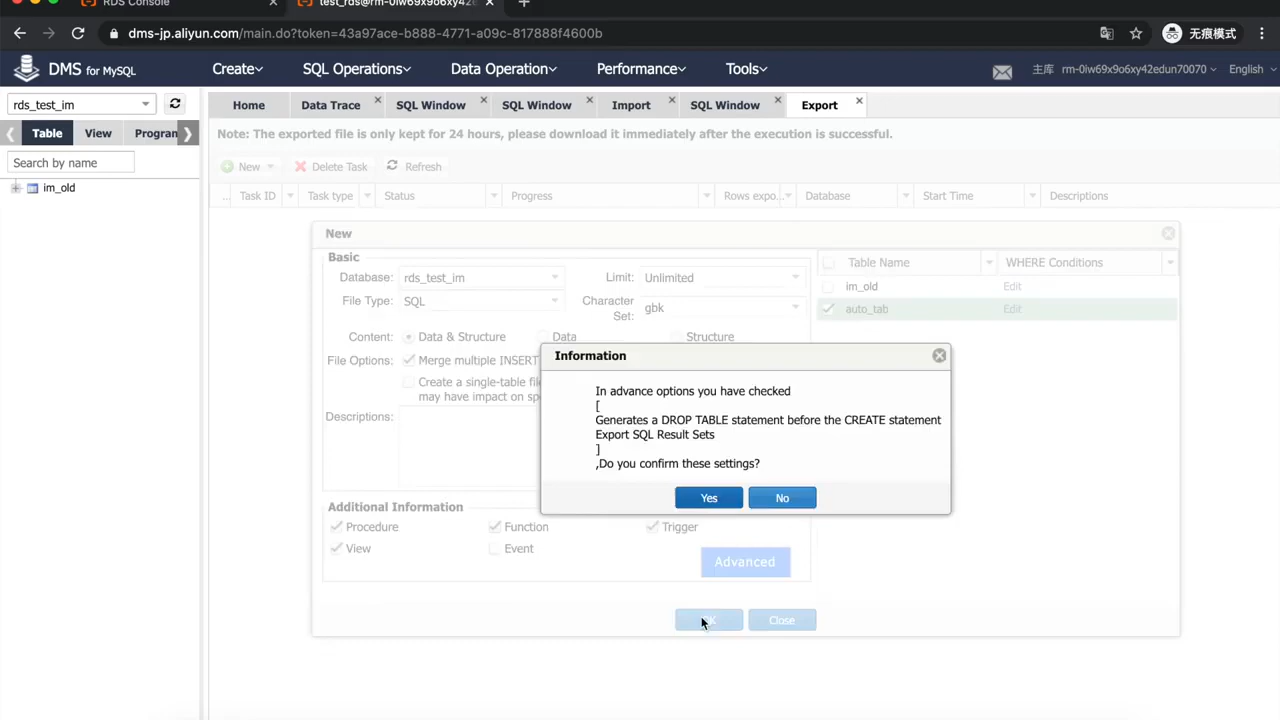 RDS Console
test_rds@rm-0iw69x9o6xy42e
dms-jp.aliyun.com/main.do?token=43a97ace-b888-4771-a09c-817888f4600b
无痕模式
DMS for MySQL
Create
SQL Operations
Data Operation
Performance
Tools
主库 rm-0iw69x9o6xy42edun70070
English
rds_test_im
Home
Data Trace
SQL Window
SQL Window
Import
SQL Window
Export
Table
View
Program
Note: The exported file is only kept for 24 hours, please download it immediately after the execution is successful.
Search by name
im_old
New
Delete Task
Refresh
... Task ID
Task type
Status
Progress
Rows expo...
Database
Start Time
Descriptions
New
Basic
Database: rds_test_im
Limit: Unlimited
File Type: SQL
Character Set: gbk
Content: Data & Structure
Data
Structure
File Options: Merge multiple INSERT
Create a single-table fil
may have impact on sp
Descriptions:
Table Name
WHERE Conditions
im_old
Edit
auto_tab
Edit
Information
In advance options you have checked
[
Generates a DROP TABLE statement before the CREATE statement
Export SQL Result Sets
]
,Do you confirm these settings?
Yes
No
Additional Information
Procedure
Function
Trigger
View
Event
Advanced
Close